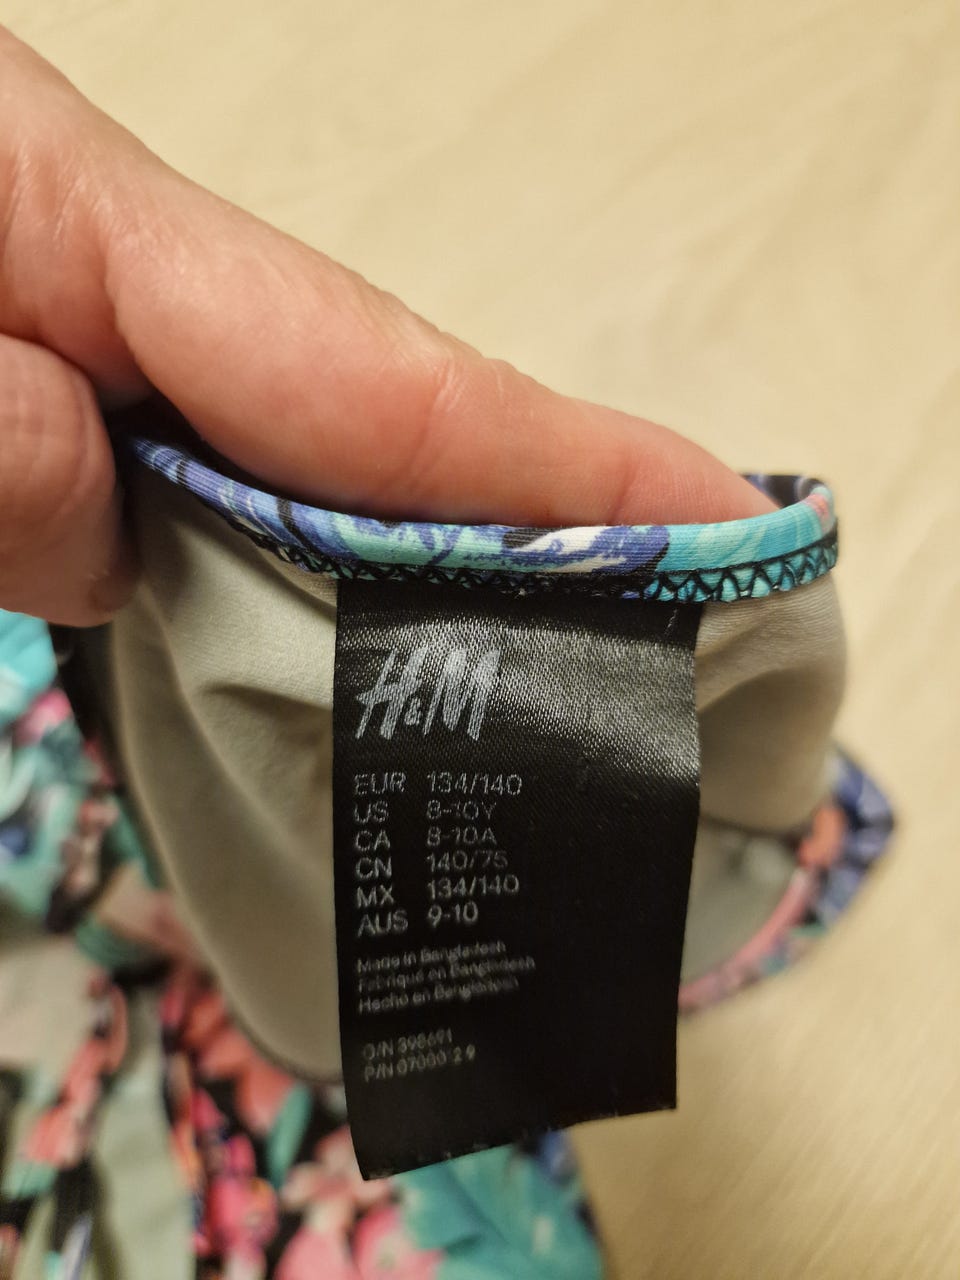 H&M
EUR 134/140
US 8-10Y
CA 8-10A
CN 140/75
MX 134/140
AUS 9-10
Made in Bangladesh
Fabriqué en Bangladesh
Hecho en Bangladesh
O/N
P/N